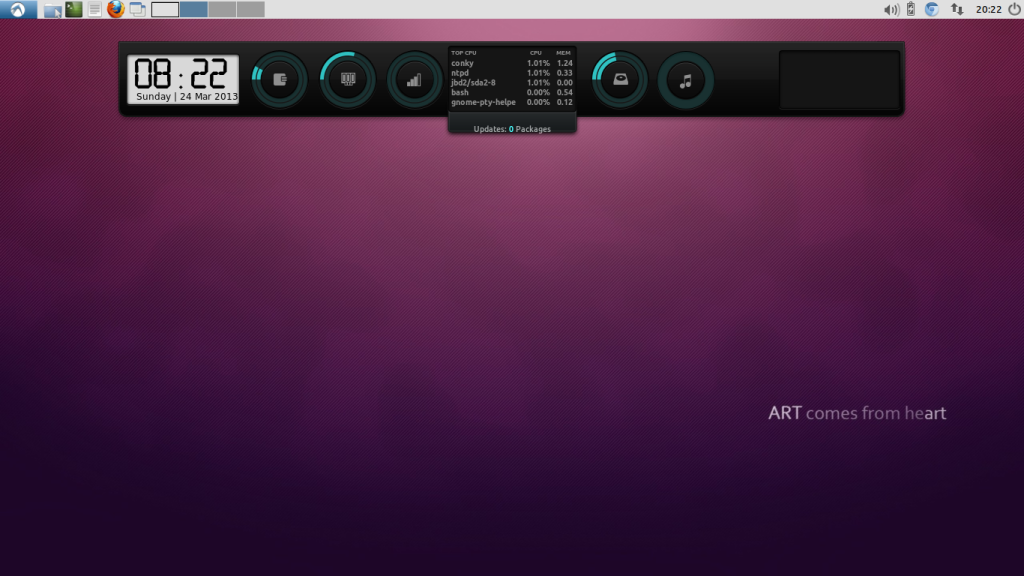 20:22
08:22
Sunday | 24 Mar 2013
TOP CPU CPU MEM
conky 1.01% 1.24
ntpd 1.01% 0.33
jbd2/sda2-8 1.01% 0.00
bash 0.00% 0.54
gnome-pty-helpe 0.00% 0.12
Updates: 0 Packages
ART comes from heart